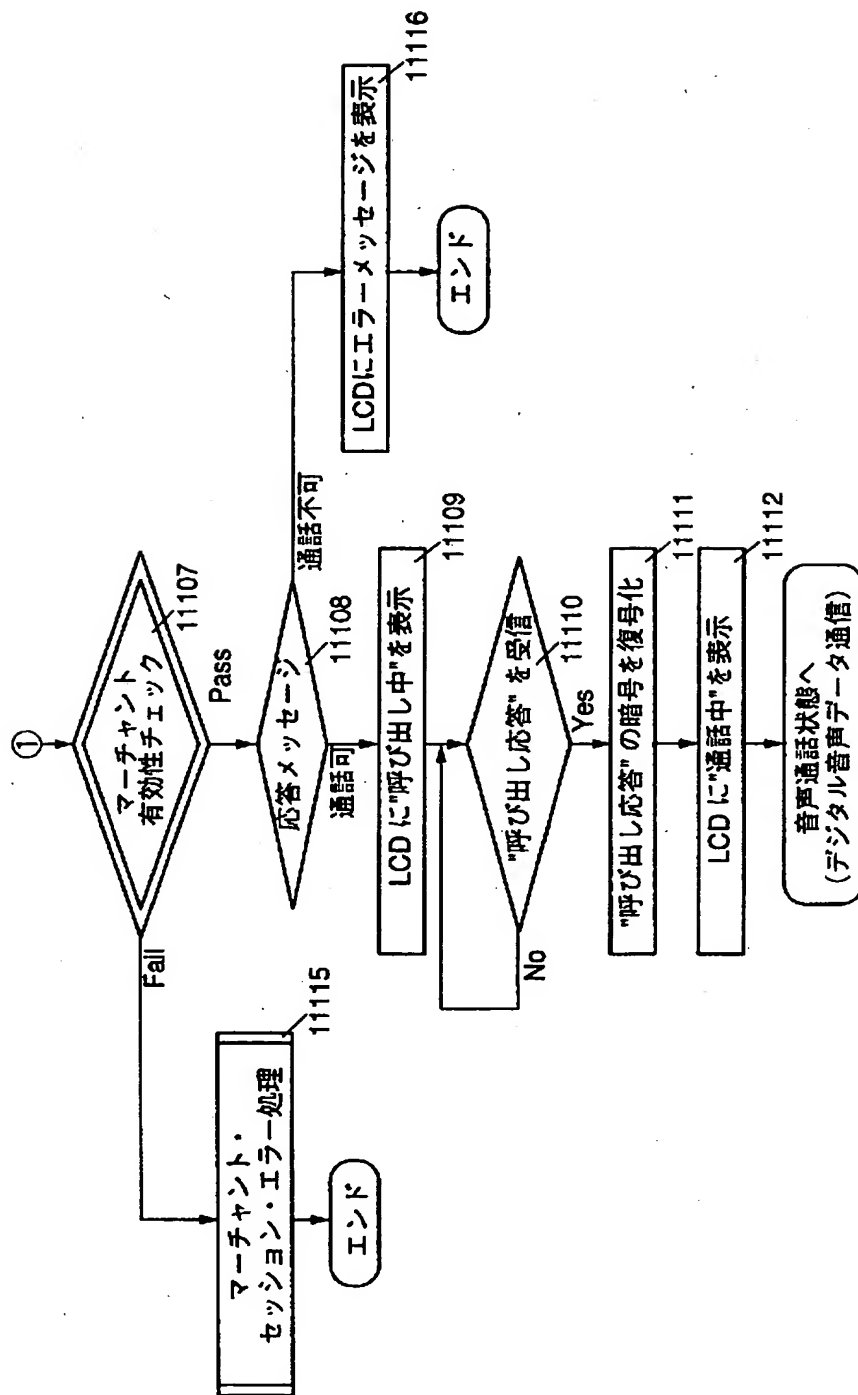 ①
マーチャント
有効性チェック
11107
Fail
Pass
マーチャント・
セッション・エラー処理
11115
エンド
応答メッセージ
11108
通話不可
通話可
LCDにエラーメッセージを表示
11116
エンド
LCDに"呼び出し中"を表示
11109
"呼び出し応答"を受信
11110
No
Yes
"呼び出し応答"の暗号を復号化
11111
LCDに"通話中"を表示
11112
音声通話状態へ
(デジタル音声データ通信)